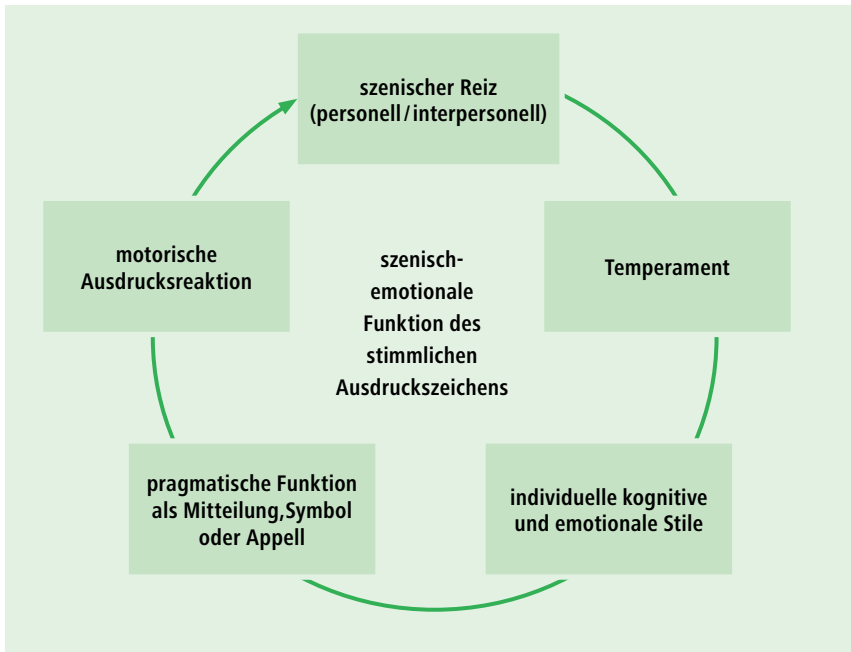 szenischer Reiz
(personell/interpersonell)
motorische
Ausdrucksreaktion
szenisch-
emotionale
Funktion des
stimmlichen
Ausdruckszeichens
Temperament
pragmatische Funktion
als Mitteilung,Symbol
oder Appell
individuelle kognitive
und emotionale Stile